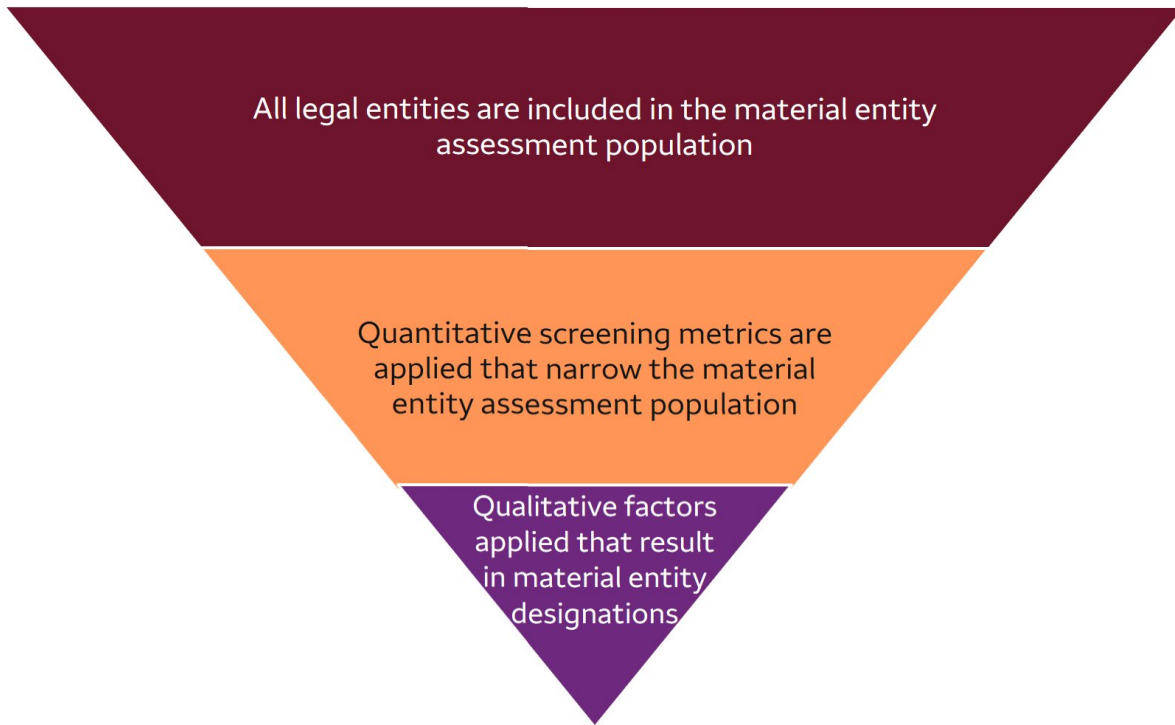 All legal entities are included in the material entity
assessment population
Quantitative screening metrics are
applied that narrow the material
entity assessment population
Qualitative factors
applied that result
in material entity
designations